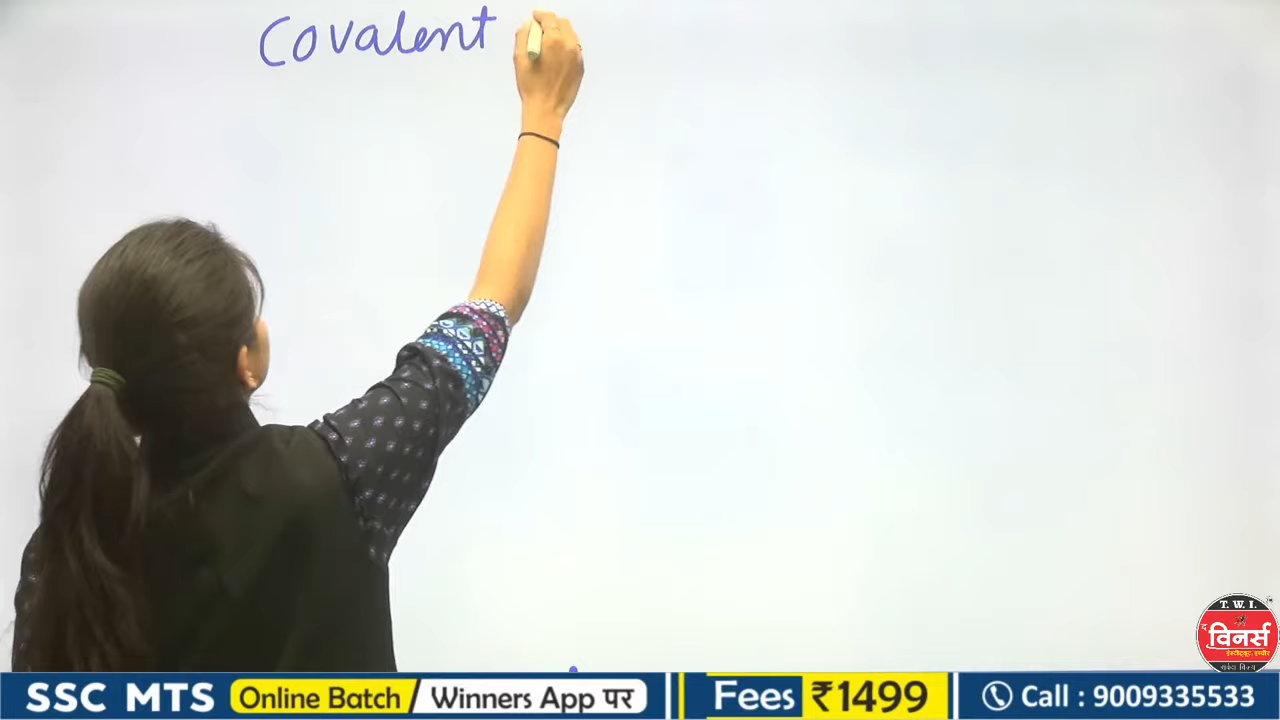 Covalent
T. W. I.
द
विनर्स
SSC MTS Online Batch Winners App पर Fees ₹1499 Call : 9009335533